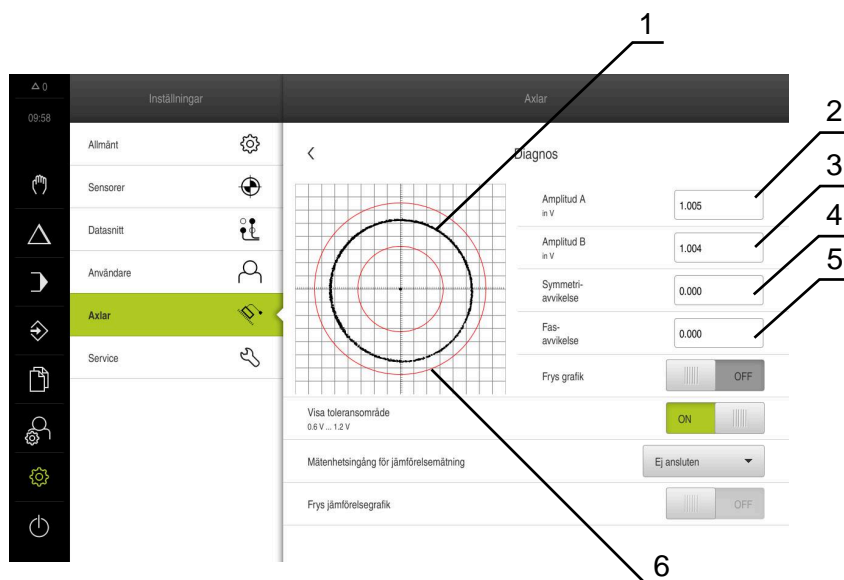 1
△ 0
Inställningar
Axlar
09:58
2
Allmänt
Diagnos
3
Sensorer
Amplitud A
in V
1.005
4
Datasnitt
Amplitud B
in V
1.004
5
Användare
Symmetri-
avvikelse
0.000
Axlar
Fas-
avvikelse
0.000
Service
Frys grafik
OFF
Visa toleransområde
0.6 V ... 1.2 V
ON
Mätenhetsingång för jämförelsemätning
Ej ansluten
Frys jämförelsegrafik
OFF
6